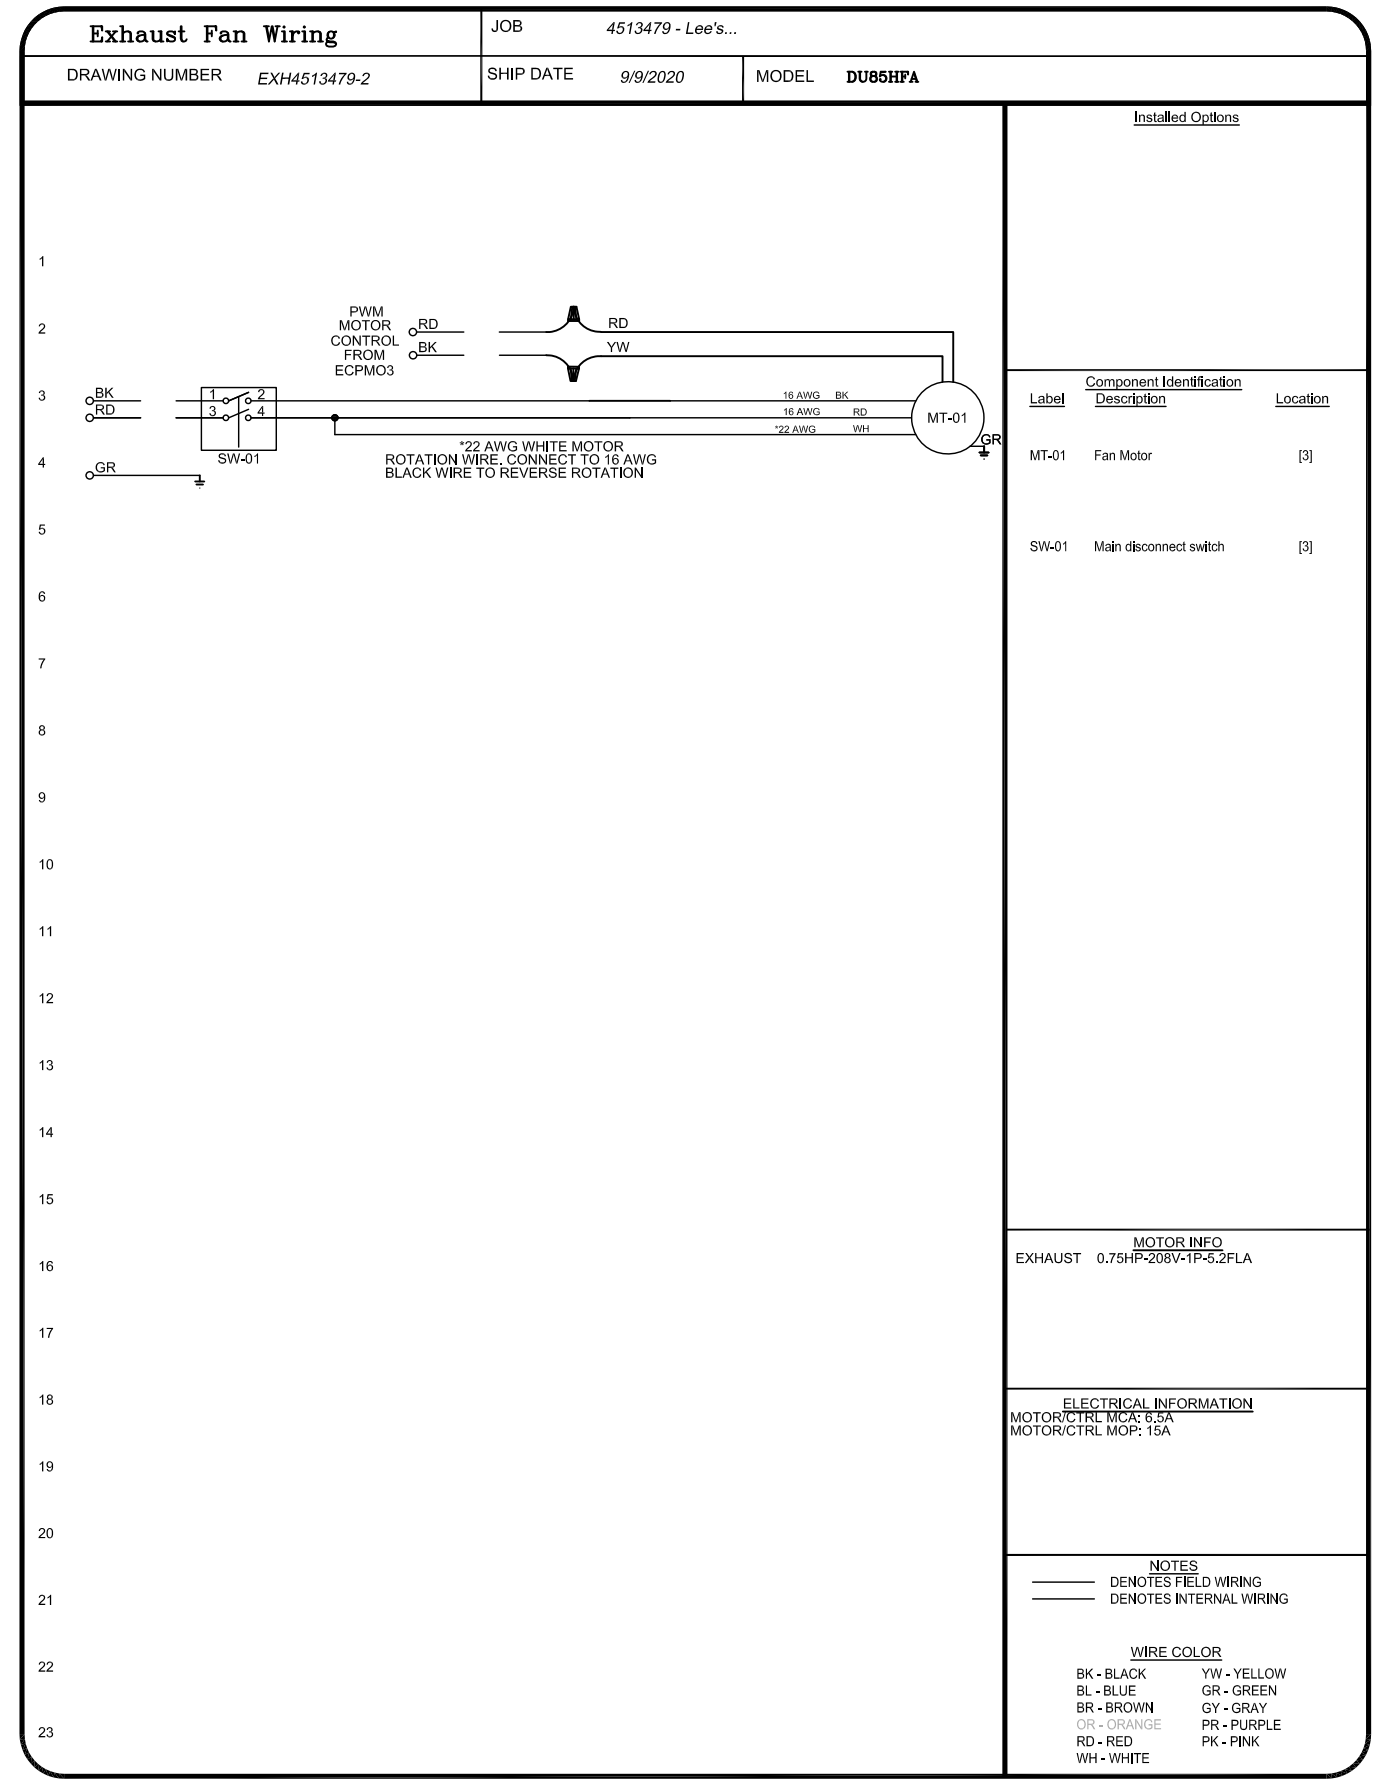 Exhaust Fan Wiring
JOB 4513479 - Lee's...
DRAWING NUMBER EXH4513479-2
SHIP DATE 9/9/2020
MODEL DU85HFA
Installed Options
1
2
PWM
MOTOR
CONTROL
FROM
ECPMO3
RD
BK
RD
YW
3
BK
RD
1 2
3 4
SW-01
16 AWG BK
16 AWG RD
*22 AWG WH
MT-01
GR
*22 AWG WHITE MOTOR
ROTATION WIRE. CONNECT TO 16 AWG
BLACK WIRE TO REVERSE ROTATION
4
GR
5
6
7
8
9
10
11
12
13
14
15
16
17
18
19
20
21
22
23
Component Identification
Label Description Location
MT-01 Fan Motor [3]
SW-01 Main disconnect switch [3]
MOTOR INFO
EXHAUST 0.75HP-208V-1P-5.2FLA
ELECTRICAL INFORMATION
MOTOR/CTRL MCA: 6.5A
MOTOR/CTRL MOP: 15A
NOTES
DENOTES FIELD WIRING
DENOTES INTERNAL WIRING
WIRE COLOR
BK - BLACK YW - YELLOW
BL - BLUE GR - GREEN
BR - BROWN GY - GRAY
OR - ORANGE PR - PURPLE
RD - RED PK - PINK
WH - WHITE